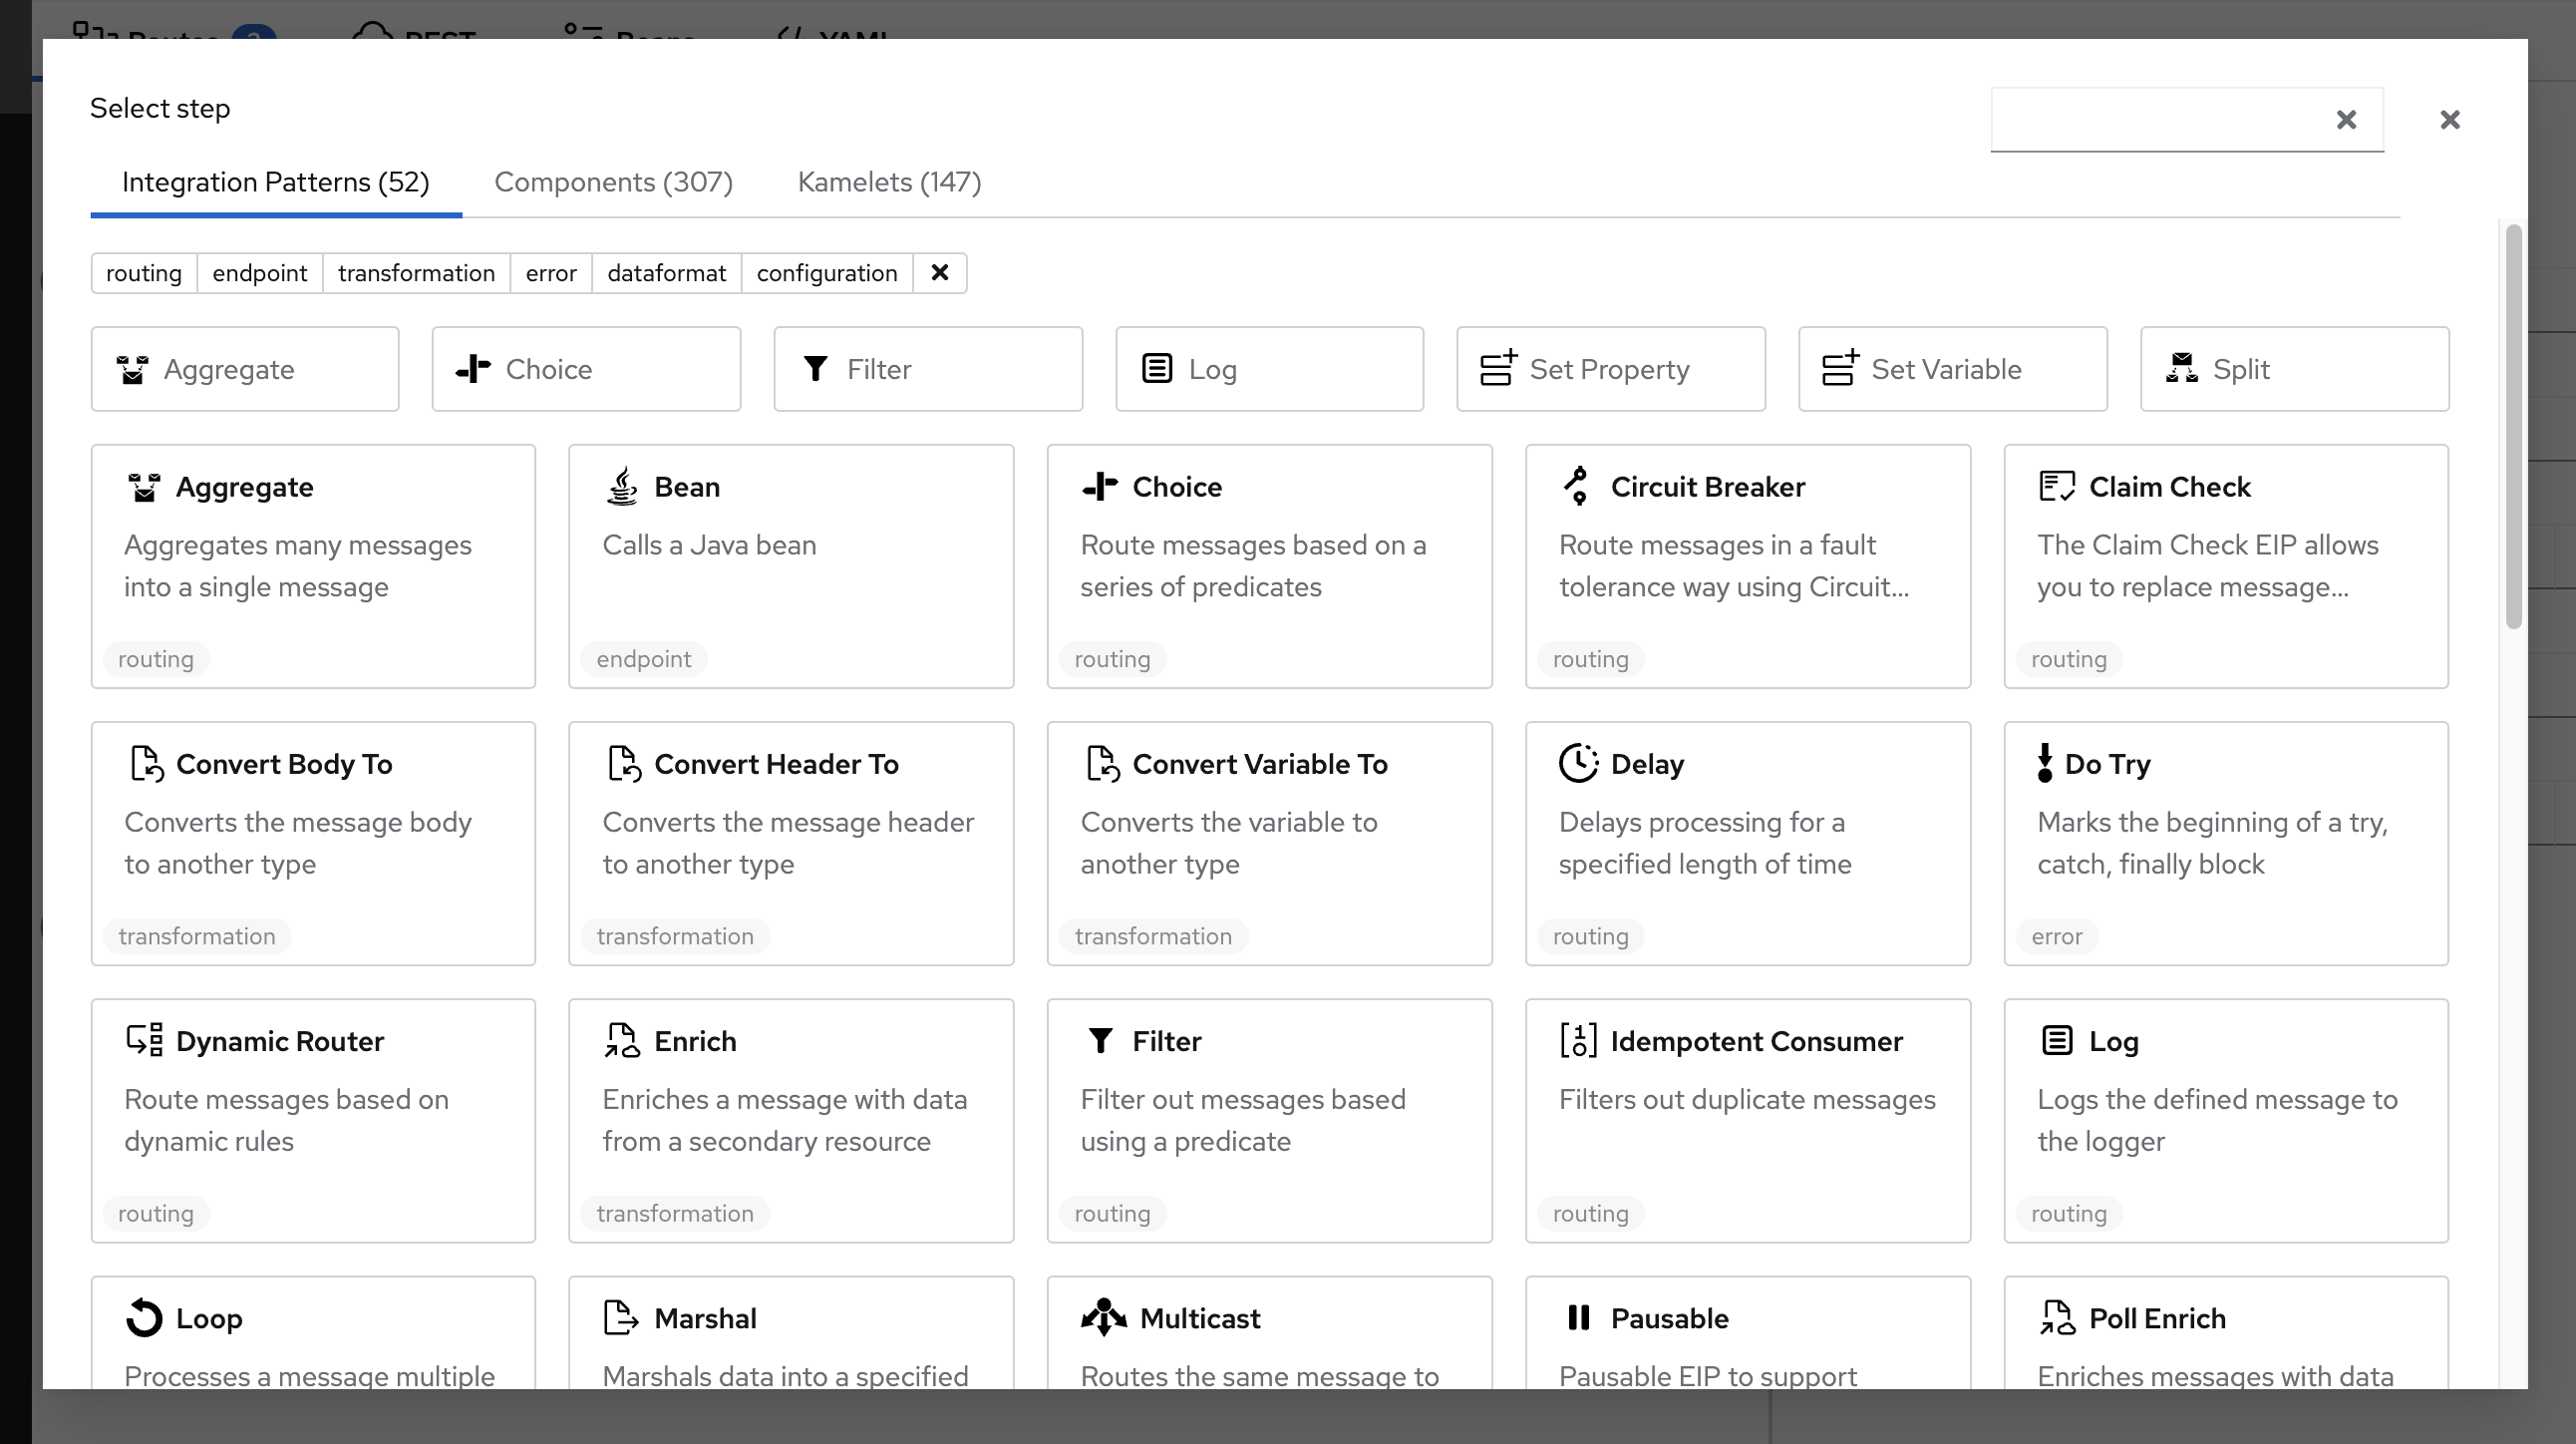 Select step
Integration Patterns (52)
Components (307)
Kamelets (147)
routing
endpoint
transformation
error
dataformat
configuration
Aggregate
Choice
Filter
Log
Set Property
Set Variable
Split
Aggregate
Aggregates many messages
into a single message
routing
Bean
Calls a Java bean
endpoint
Choice
Route messages based on a
series of predicates
routing
Circuit Breaker
Route messages in a fault
tolerance way using Circuit...
routing
Claim Check
The Claim Check EIP allows
you to replace message...
routing
Convert Body To
Converts the message body
to another type
transformation
Convert Header To
Converts the message header
to another type
transformation
Convert Variable To
Converts the variable to
another type
transformation
Delay
Delays processing for a
specified length of time
routing
Do Try
Marks the beginning of a try,
catch, finally block
error
Dynamic Router
Route messages based on
dynamic rules
routing
Enrich
Enriches a message with data
from a secondary resource
transformation
Filter
Filter out messages based
using a predicate
routing
Idempotent Consumer
Filters out duplicate messages
routing
Log
Logs the defined message to
the logger
routing
Loop
Processes a message multiple
Marshal
Marshals data into a specified
Multicast
Routes the same message to
Pausable
Pausable EIP to support
Poll Enrich
Enriches messages with data